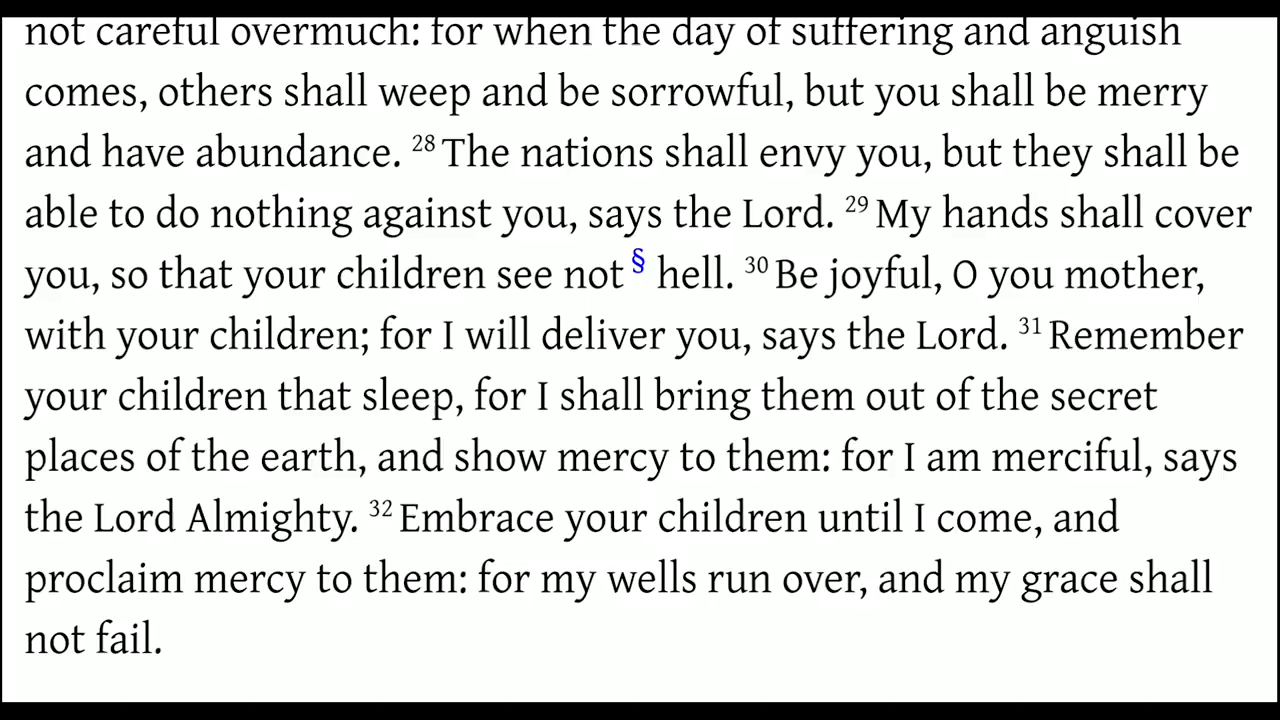 not careful overmuch: for when the day of suffering and anguish
comes, others shall weep and be sorrowful, but you shall be merry
and have abundance. 28 The nations shall envy you, but they shall be
able to do nothing against you, says the Lord. 29 My hands shall cover
you, so that your children see not § hell. 30 Be joyful, O you mother,
with your children; for I will deliver you, says the Lord. 31 Remember
your children that sleep, for I shall bring them out of the secret
places of the earth, and show mercy to them: for I am merciful, says
the Lord Almighty. 32 Embrace your children until I come, and
proclaim mercy to them: for my wells run over, and my grace shall
not fail.